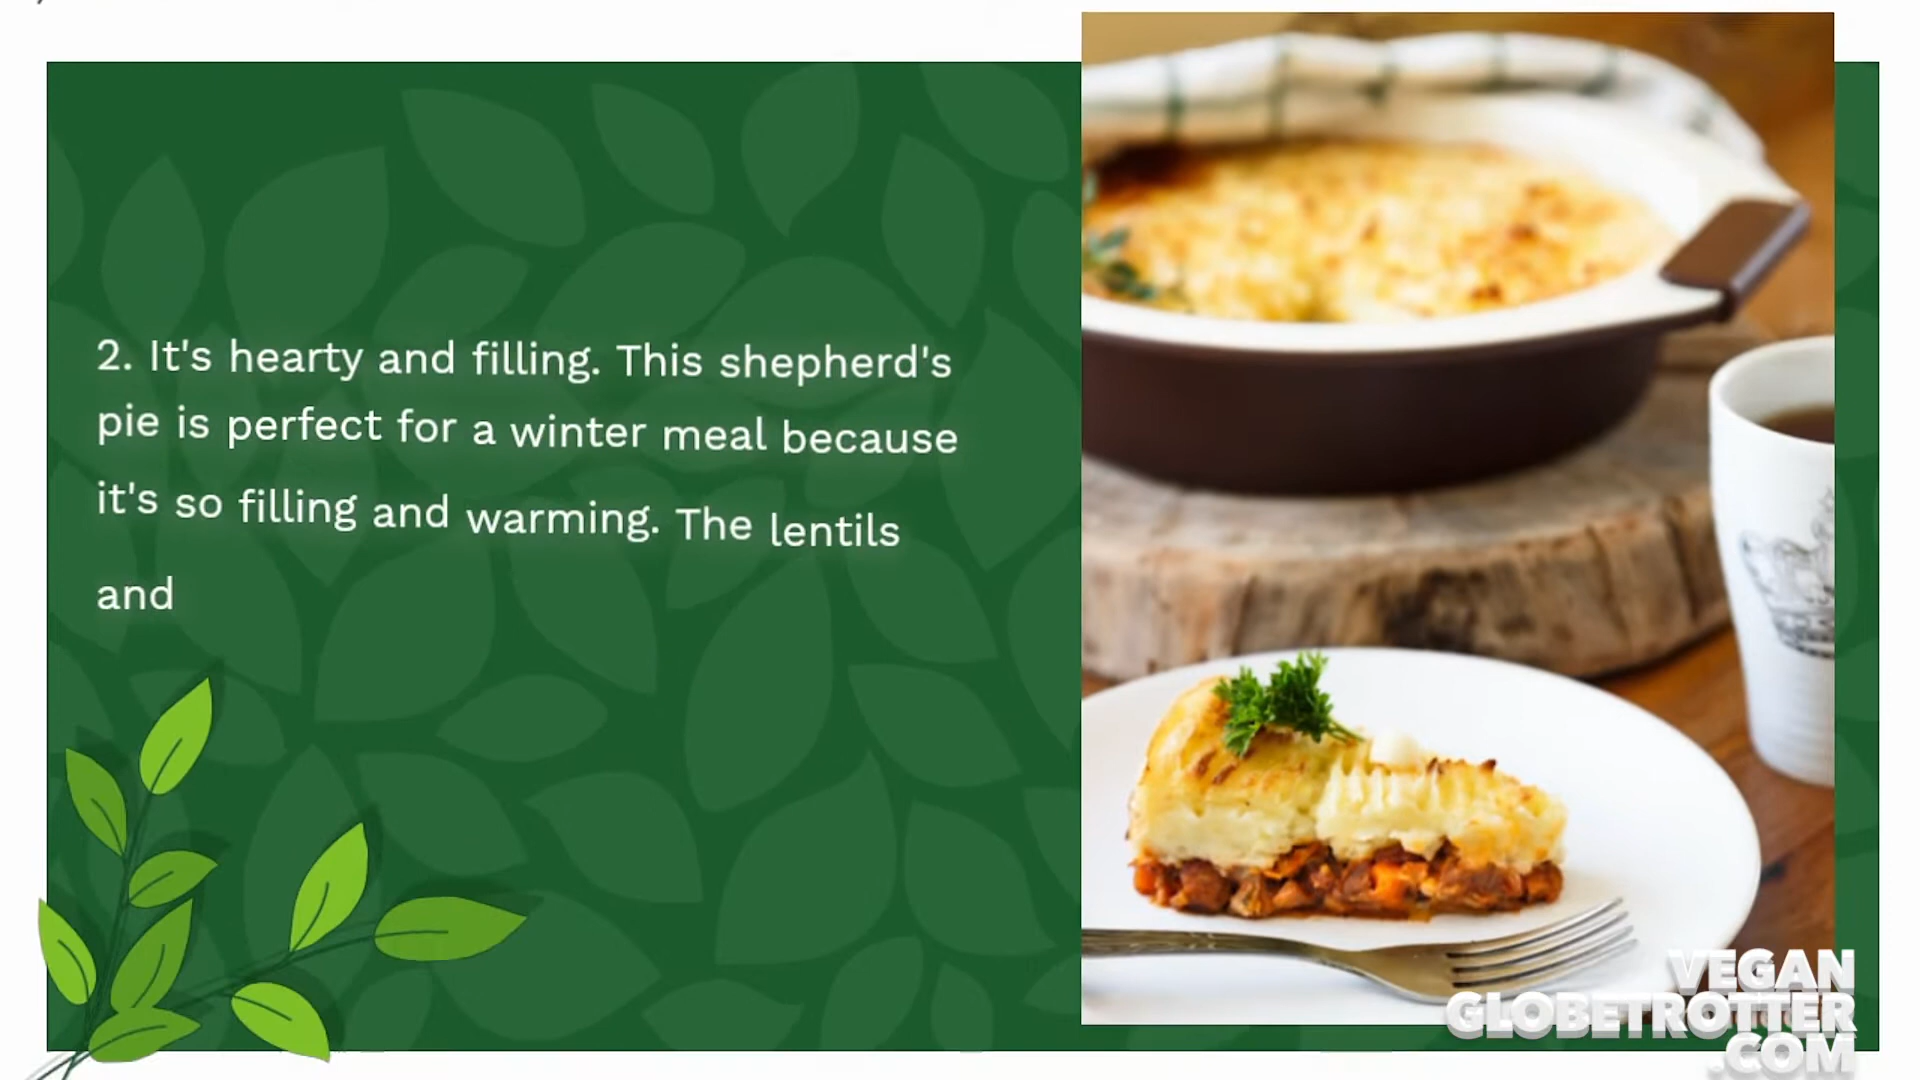 2. It's hearty and filling. This shepherd's
pie is perfect for a winter meal because
it's so filling and warming. The lentils
and
VEGAN
GLOBETROTTER
.COM